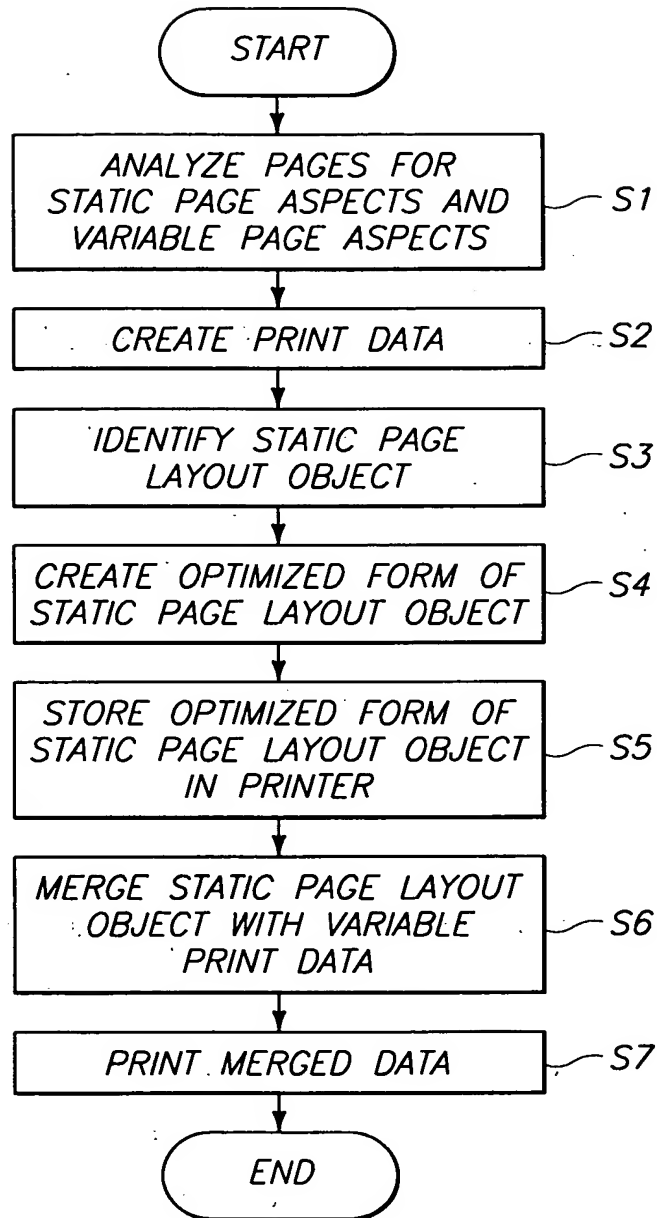 START
ANALYZE PAGES FOR
STATIC PAGE ASPECTS AND
VARIABLE PAGE ASPECTS
S1
CREATE PRINT DATA
S2
IDENTIFY STATIC PAGE
LAYOUT OBJECT
S3
CREATE OPTIMIZED FORM OF
STATIC PAGE LAYOUT OBJECT
S4
STORE OPTIMIZED FORM OF
STATIC PAGE LAYOUT OBJECT
IN PRINTER
S5
MERGE STATIC PAGE LAYOUT
OBJECT WITH VARIABLE
PRINT DATA
S6
PRINT MERGED DATA
S7
END